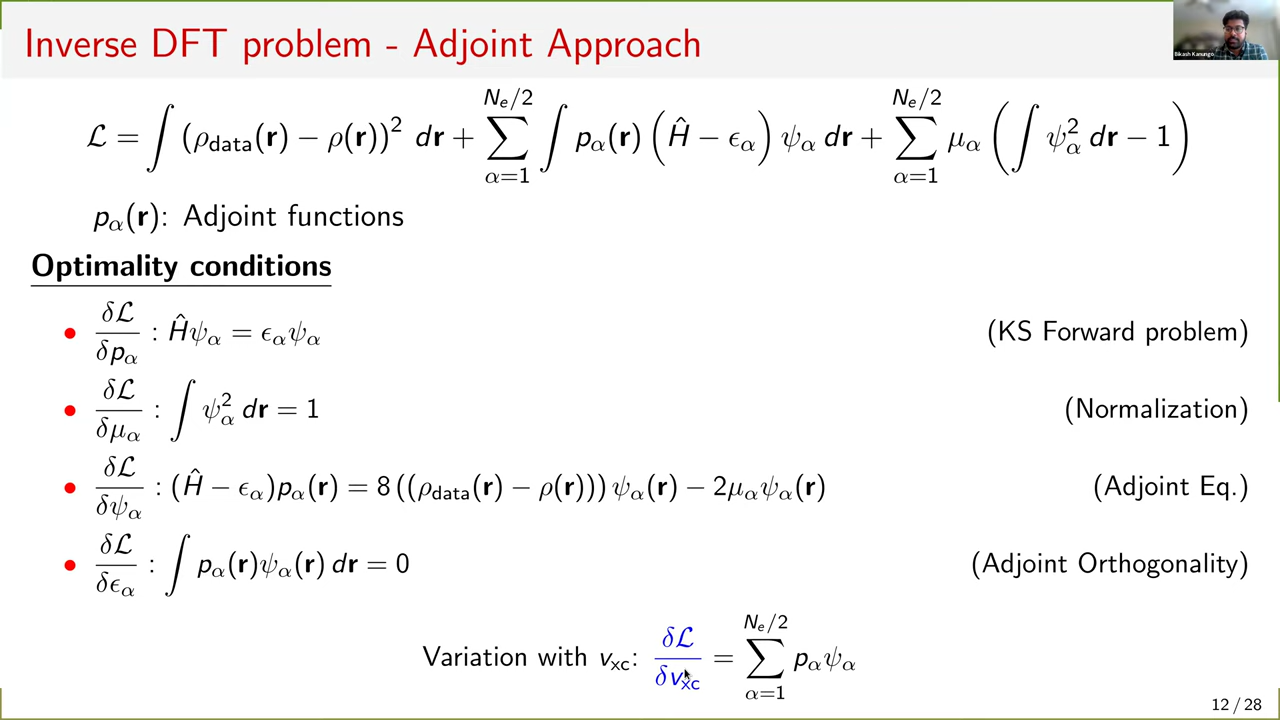 Inverse DFT problem - Adjoint Approach
Bikash Kanungo
ℒ = ∫ (ρ_data(𝐫) − ρ(𝐫))² d𝐫 + ∑_{α=1}^{N_e/2} ∫ p_α(𝐫) (Ĥ − ϵ_α) ψ_α d𝐫 + ∑_{α=1}^{N_e/2} μ_α (∫ ψ_α² d𝐫 − 1)
p_α(𝐫): Adjoint functions
Optimality conditions
• δℒ/δp_α : Ĥψ_α = ϵ_αψ_α (KS Forward problem)
• δℒ/δμ_α : ∫ ψ_α² d𝐫 = 1 (Normalization)
• δℒ/δψ_α : (Ĥ − ϵ_α)p_α(𝐫) = 8 ((ρ_data(𝐫) − ρ(𝐫))) ψ_α(𝐫) − 2μ_αψ_α(𝐫) (Adjoint Eq.)
• δℒ/δϵ_α : ∫ p_α(𝐫)ψ_α(𝐫) d𝐫 = 0 (Adjoint Orthogonality)
Variation with v_xc: δℒ/δv_xc = ∑_{α=1}^{N_e/2} p_αψ_α
12 / 28